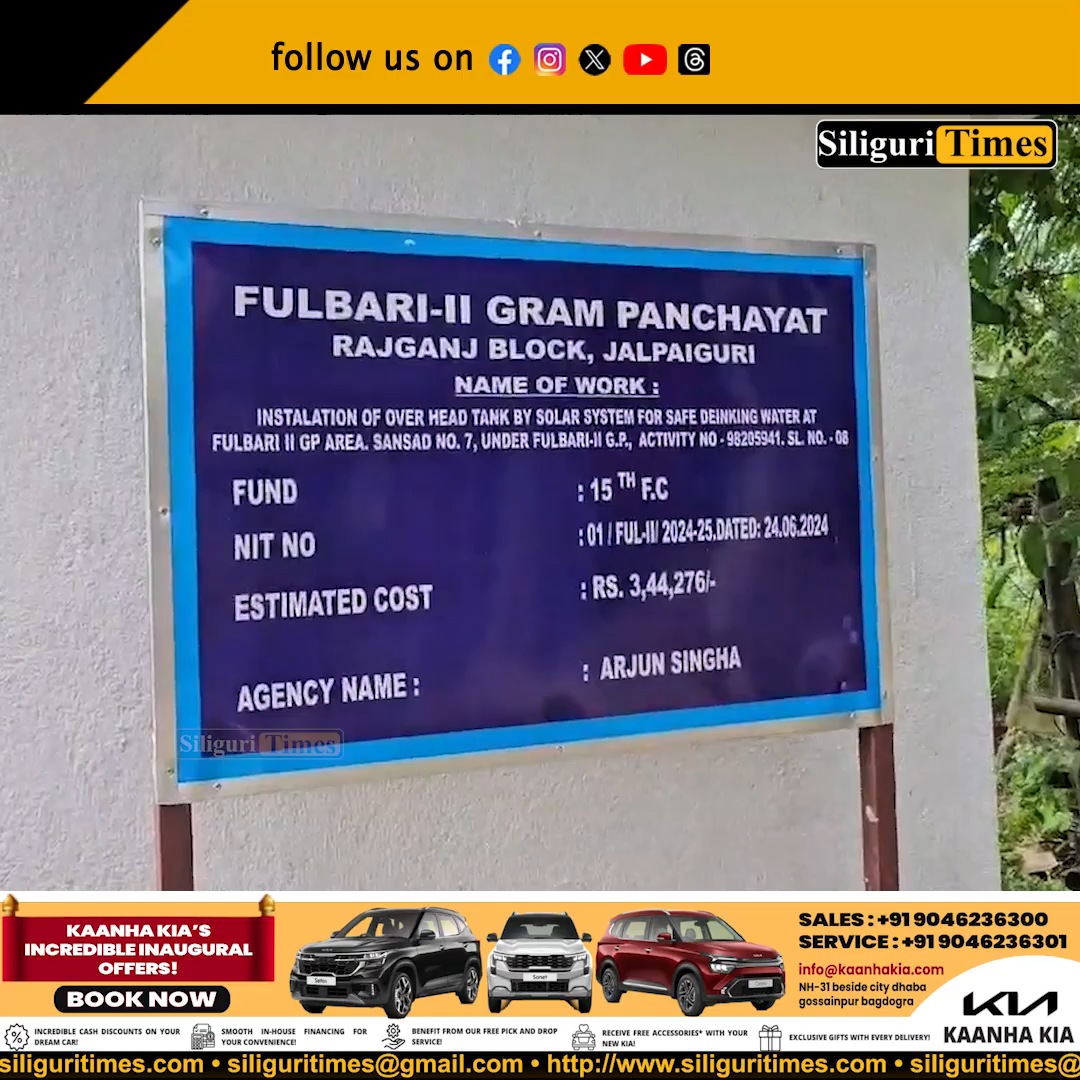 follow us on
Siliguri Times
FULBARI-II GRAM PANCHAYAT
RAJGANJ BLOCK, JALPAIGURI
NAME OF WORK :
INSTALATION OF OVER HEAD TANK BY SOLAR SYSTEM FOR SAFE DEINKING WATER AT
FULBARI II GP AREA. SANSAD NO. 7, UNDER FULBARI-II G.P., ACTIVITY NO - 98205941. SL. NO. - 08
FUND : 15 TH F.C
NIT NO : 01 / FUL-II/ 2024-25,DATED: 24.06.2024
ESTIMATED COST : RS. 3,44,276/-
AGENCY NAME : : ARJUN SINGHA
Siliguri Times
KAANHA KIA'S
INCREDIBLE INAUGURAL
OFFERS!
BOOK NOW
Seltos
Sonet
SALES : +91 9046236300
SERVICE : +91 9046236301
info@kaanhakia.com
NH-31 beside city dhaba
gossainpur bagdogra
KIA
KAANHA KIA
INCREDIBLE CASH DISCOUNTS ON YOUR
DREAM CAR!
SMOOTH IN-HOUSE FINANCING FOR
YOUR CONVENIENCE!
BENEFIT FROM OUR FREE PICK AND DROP
SERVICE!
RECEIVE FREE ACCESSORIES* WITH YOUR
NEW KIA!
EXCLUSIVE GIFTS WITH EVERY DELIVERY!
siliguritimes.com • siliguritimes@gmail.com • http://www.siliguritimes.com • siliguritimes@